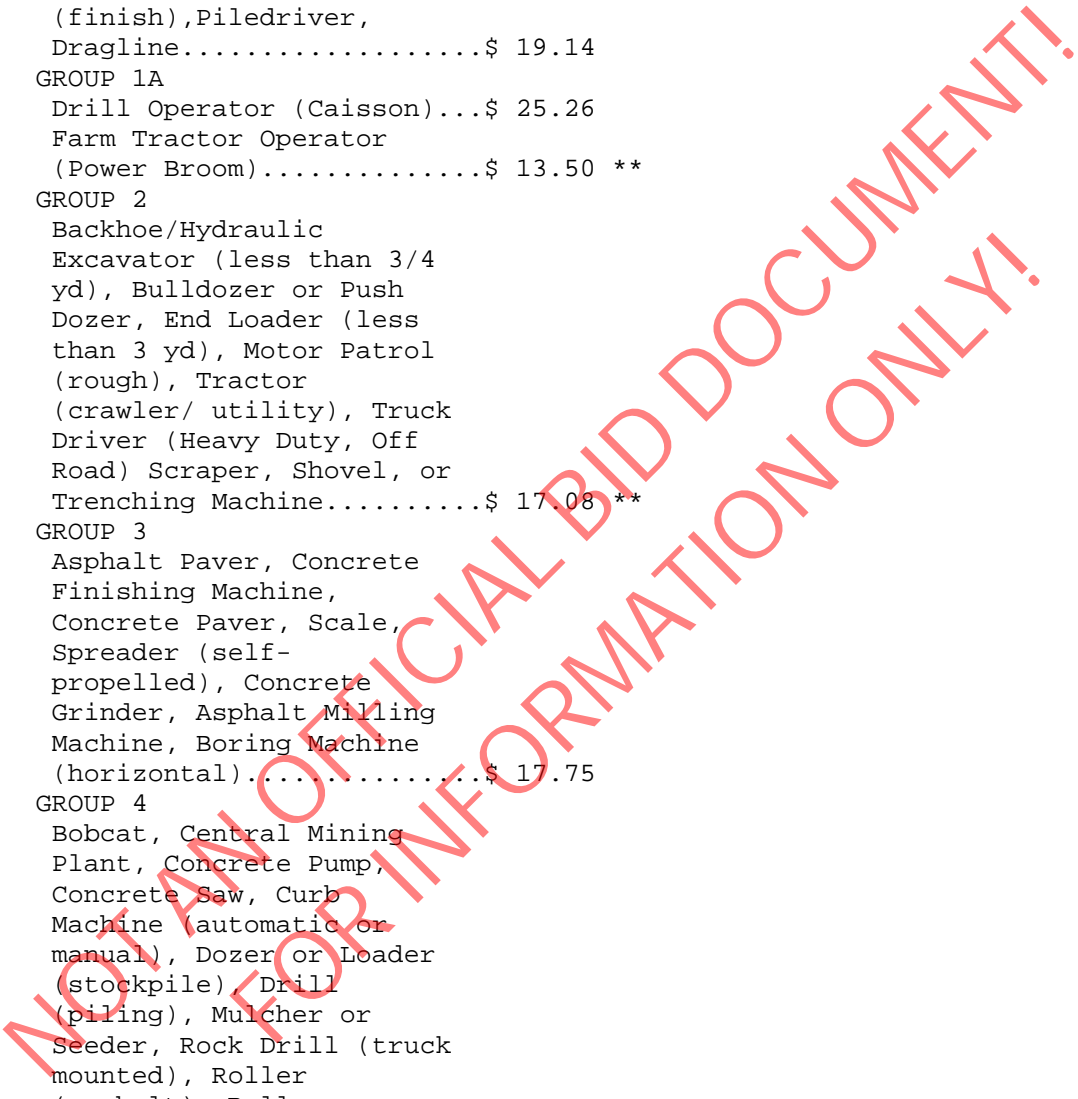 (finish),Piledriver,
Dragline...................$ 19.14
GROUP 1A
Drill Operator (Caisson)...$ 25.26
Farm Tractor Operator
(Power Broom)..............$ 13.50 **
GROUP 2
Backhoe/Hydraulic
Excavator (less than 3/4
yd), Bulldozer or Push
Dozer, End Loader (less
than 3 yd), Motor Patrol
(rough), Tractor
(crawler/ utility), Truck
Driver (Heavy Duty, Off
Road) Scraper, Shovel, or
Trenching Machine..........$ 17.08 **
GROUP 3
Asphalt Paver, Concrete
Finishing Machine,
Concrete Paver, Scale,
Spreader (self-
propelled), Concrete
Grinder, Asphalt Milling
Machine, Boring Machine
(horizontal)...............$ 17.75
GROUP 4
Bobcat, Central Mining
Plant, Concrete Pump,
Concrete Saw, Curb
Machine (automatic or
manual), Dozer or Loader
(stockpile), Drill
(piling), Mulcher or
Seeder, Rock Drill (truck
mounted), Roller
NOT AN OFFICIAL BID DOCUMENT!
FOR INFORMATION ONLY!